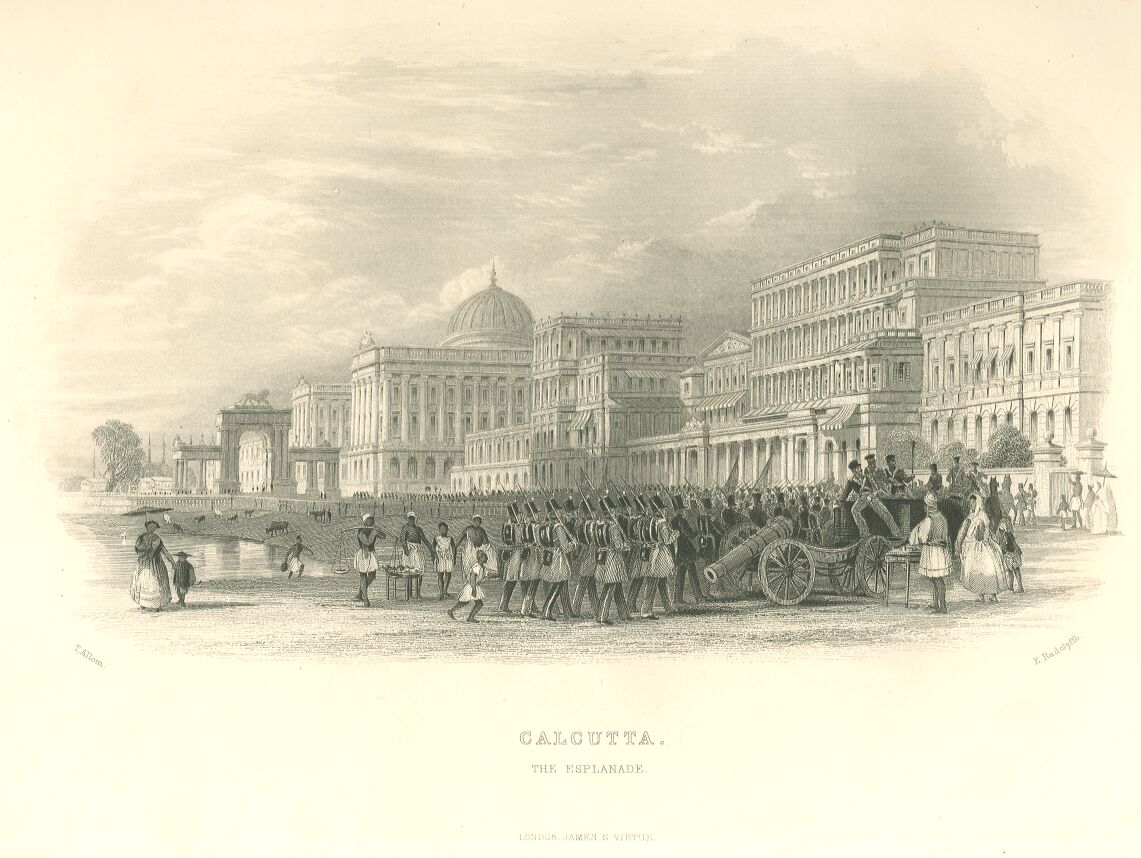 T. Allom.
E. Radclyffe.
CALCUTTA.
THE ESPLANADE.
LONDON, JAMES S VIRTUE.